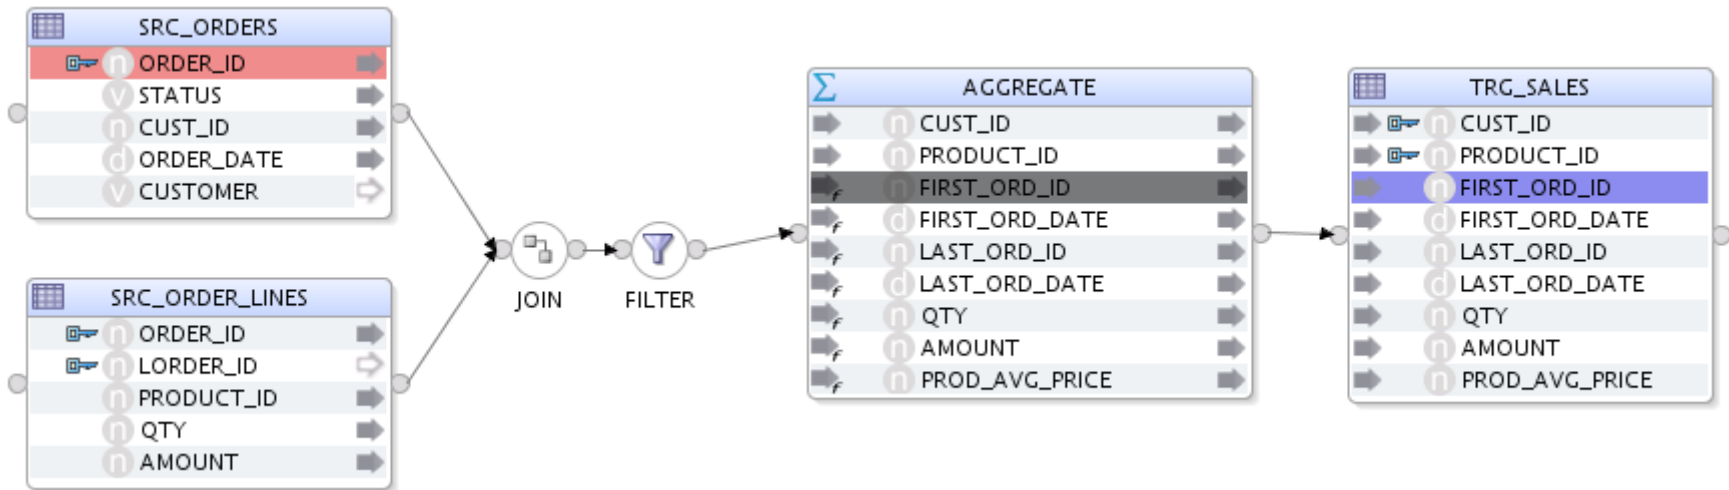 SRC_ORDERS
n ORDER_ID
v STATUS
n CUST_ID
d ORDER_DATE
v CUSTOMER
SRC_ORDER_LINES
n ORDER_ID
n LORDER_ID
n PRODUCT_ID
n QTY
n AMOUNT
JOIN
FILTER
Σ AGGREGATE
n CUST_ID
n PRODUCT_ID
f n FIRST_ORD_ID
f d FIRST_ORD_DATE
f n LAST_ORD_ID
f d LAST_ORD_DATE
f n QTY
f n AMOUNT
f n PROD_AVG_PRICE
TRG_SALES
n CUST_ID
n PRODUCT_ID
n FIRST_ORD_ID
d FIRST_ORD_DATE
n LAST_ORD_ID
d LAST_ORD_DATE
n QTY
n AMOUNT
n PROD_AVG_PRICE